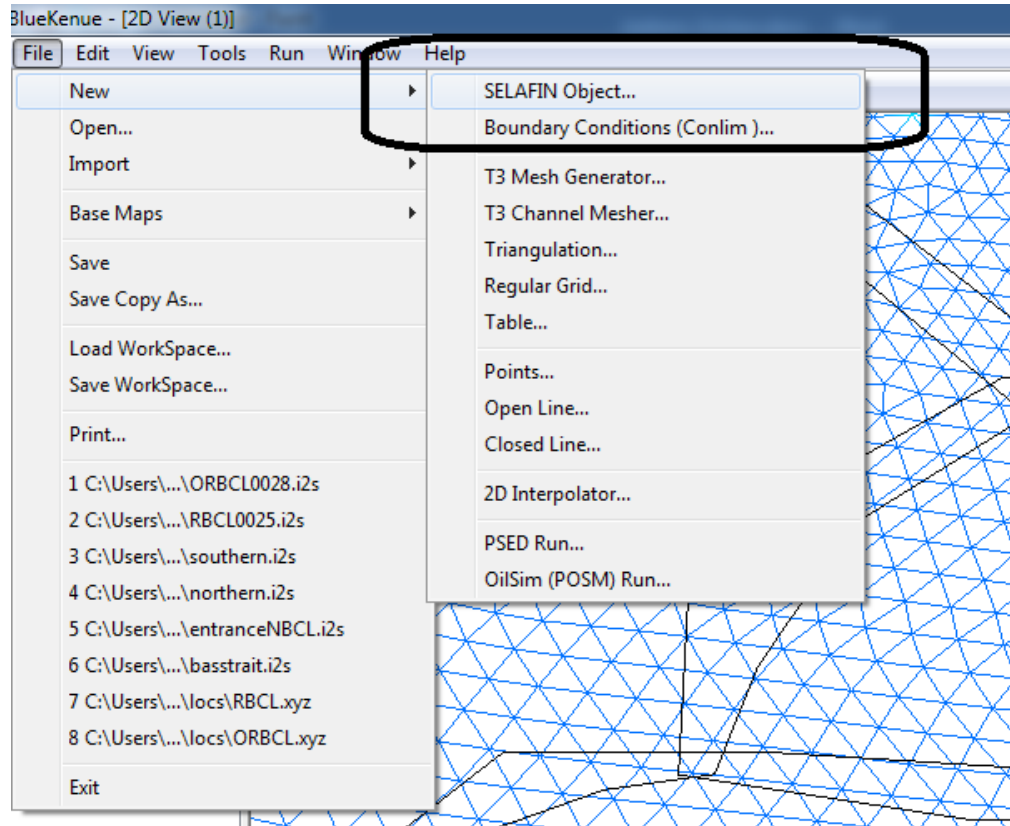 BlueKenue - [2D View (1)]
File Edit View Tools Run Window Help
New
Open...
Import
Base Maps
Save
Save Copy As...
Load WorkSpace...
Save WorkSpace...
Print...
1 C:\Users\...\ORBCL0028.i2s
2 C:\Users\...\RBCL0025.i2s
3 C:\Users\...\southern.i2s
4 C:\Users\...\northern.i2s
5 C:\Users\...\entranceNBCL.i2s
6 C:\Users\...\basstrait.i2s
7 C:\Users\...\locs\RBCL.xyz
8 C:\Users\...\locs\ORBCL.xyz
Exit
SELAFIN Object...
Boundary Conditions (Conlim )...
T3 Mesh Generator...
T3 Channel Mesher...
Triangulation...
Regular Grid...
Table...
Points...
Open Line...
Closed Line...
2D Interpolator...
PSED Run...
OilSim (POSM) Run...